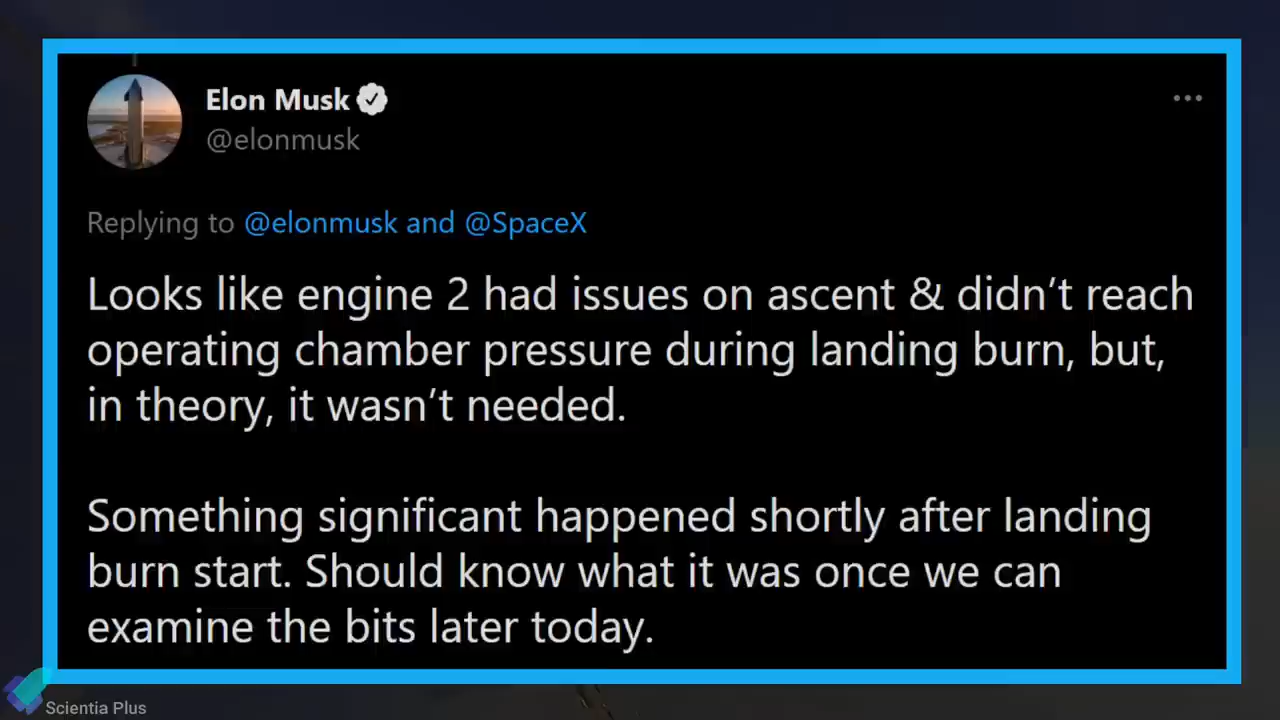 Elon Musk
@elonmusk
Replying to @elonmusk and @SpaceX
Looks like engine 2 had issues on ascent & didn’t reach
operating chamber pressure during landing burn, but,
in theory, it wasn’t needed.
Something significant happened shortly after landing
burn start. Should know what it was once we can
examine the bits later today.
Scientia Plus